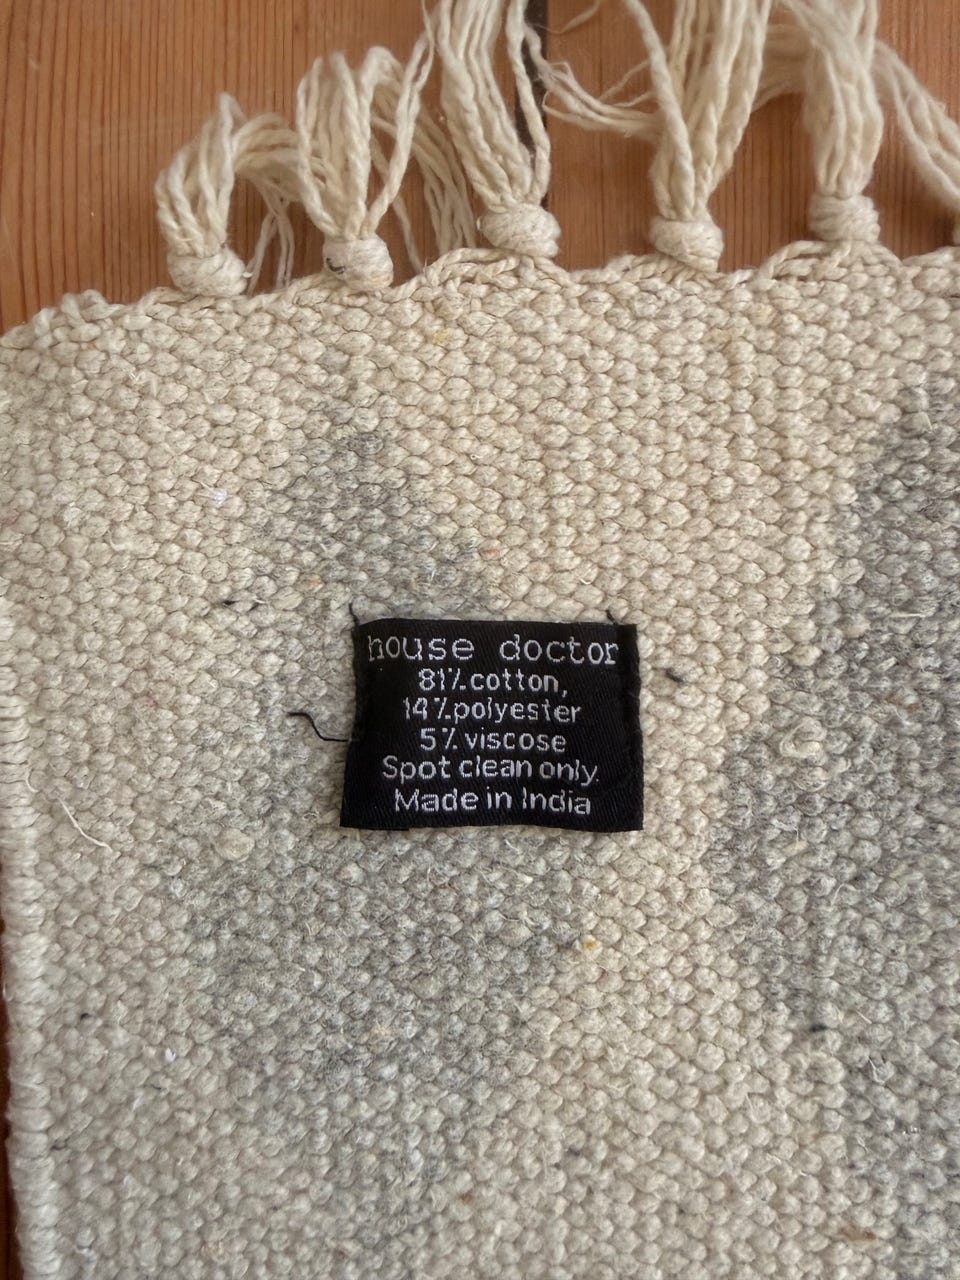 house doctor
81% cotton,
14% polyester
5% viscose
Spot clean only.
Made in India